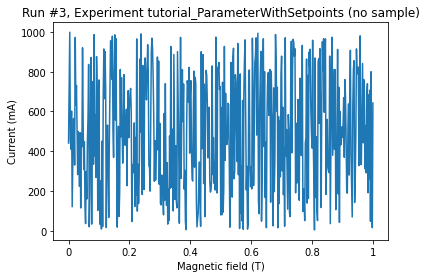 Run #3, Experiment tutorial_ParameterWithSetpoints (no sample)
1000
800
600
400
200
0
Current (mA)
0 0.2 0.4 0.6 0.8 1
Magnetic field (T)